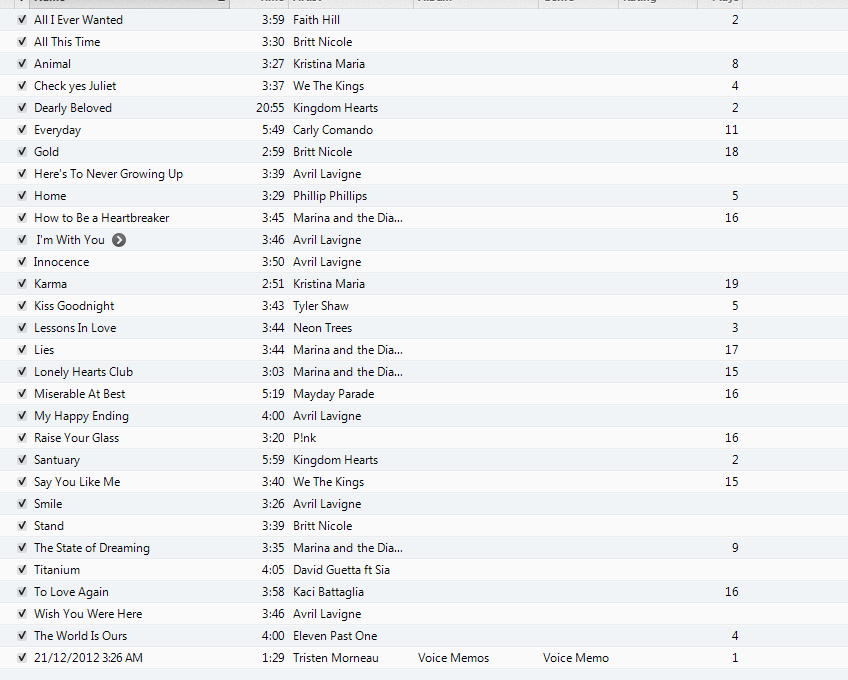 All I Ever Wanted 3:59 Faith Hill 2
All This Time 3:30 Britt Nicole
Animal 3:27 Kristina Maria 8
Check yes Juliet 3:37 We The Kings 4
Dearly Beloved 20:55 Kingdom Hearts 2
Everyday 5:49 Carly Comando 11
Gold 2:59 Britt Nicole 18
Here's To Never Growing Up 3:39 Avril Lavigne
Home 3:29 Phillip Phillips 5
How to Be a Heartbreaker 3:45 Marina and the Dia... 16
I'm With You 3:46 Avril Lavigne
Innocence 3:50 Avril Lavigne
Karma 2:51 Kristina Maria 19
Kiss Goodnight 3:43 Tyler Shaw 5
Lessons In Love 3:44 Neon Trees 3
Lies 3:44 Marina and the Dia... 17
Lonely Hearts Club 3:03 Marina and the Dia... 15
Miserable At Best 5:19 Mayday Parade 16
My Happy Ending 4:00 Avril Lavigne
Raise Your Glass 3:20 P!nk 16
Santuary 5:59 Kingdom Hearts 2
Say You Like Me 3:40 We The Kings 15
Smile 3:26 Avril Lavigne
Stand 3:39 Britt Nicole
The State of Dreaming 3:35 Marina and the Dia... 9
Titanium 4:05 David Guetta ft Sia
To Love Again 3:58 Kaci Battaglia 16
Wish You Were Here 3:46 Avril Lavigne
The World Is Ours 4:00 Eleven Past One 4
21/12/2012 3:26 AM 1:29 Tristen Morneau Voice Memos Voice Memo 1